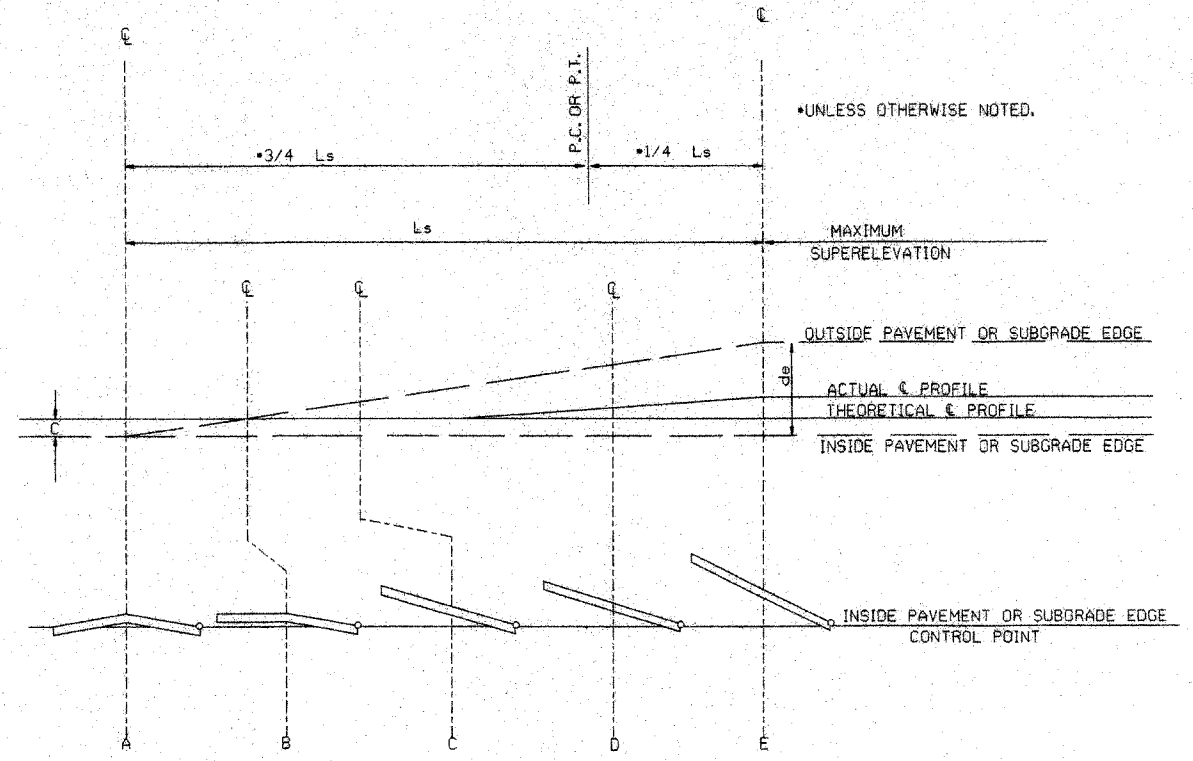 ℄
℄
P.C. OR P.I.
*UNLESS OTHERWISE NOTED.
*3/4 Ls
*1/4 Ls
Ls
MAXIMUM
SUPERELEVATION
℄
℄
℄
OUTSIDE PAVEMENT OR SUBGRADE EDGE
de
ACTUAL ℄ PROFILE
THEORETICAL ℄ PROFILE
C
INSIDE PAVEMENT OR SUBGRADE EDGE
INSIDE PAVEMENT OR SUBGRADE EDGE
CONTROL POINT
A
B
C
D
E